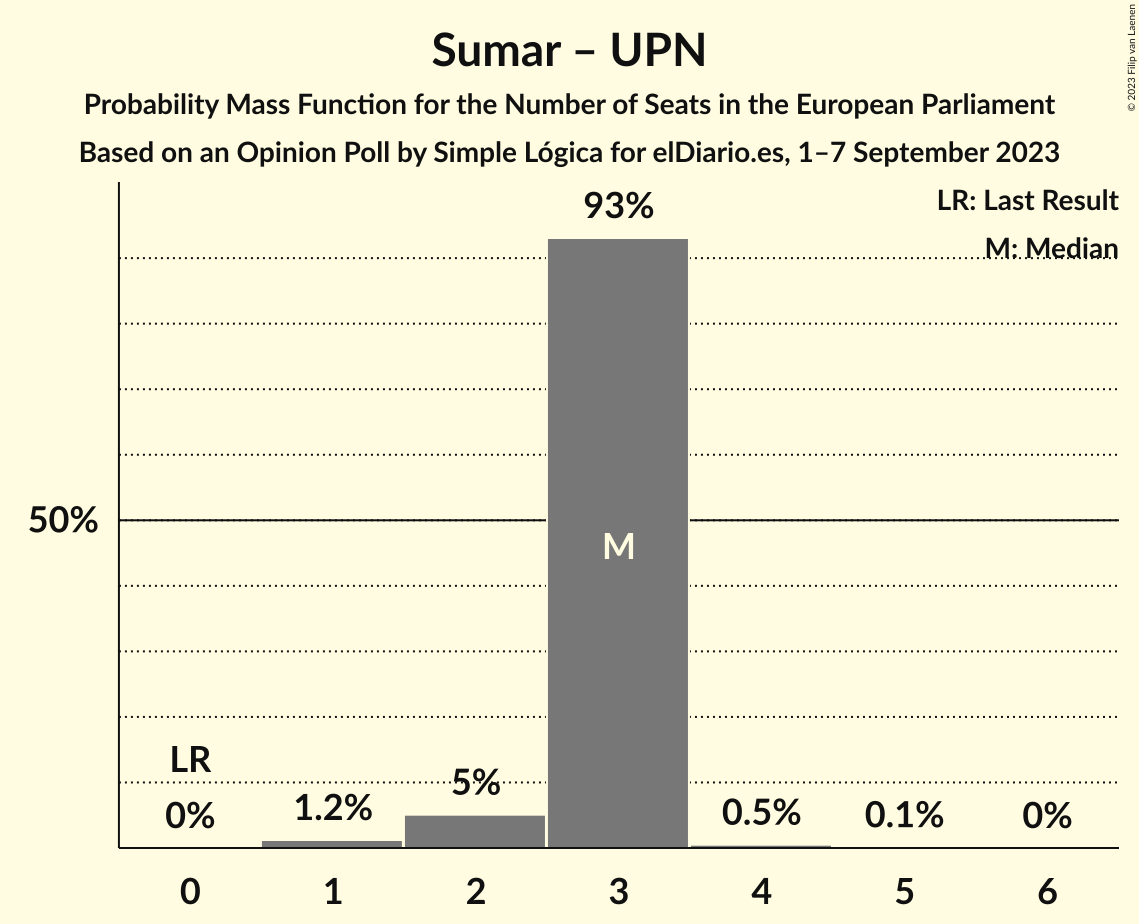 Sumar – UPN
Probability Mass Function for the Number of Seats in the European Parliament
Based on an Opinion Poll by Simple Lógica for elDiario.es, 1–7 September 2023
© 2023 Filip van Laenen
LR: Last Result
M: Median
93%
50%
M
LR
0%
1.2%
5%
0.5%
0.1%
0%
0
1
2
3
4
5
6